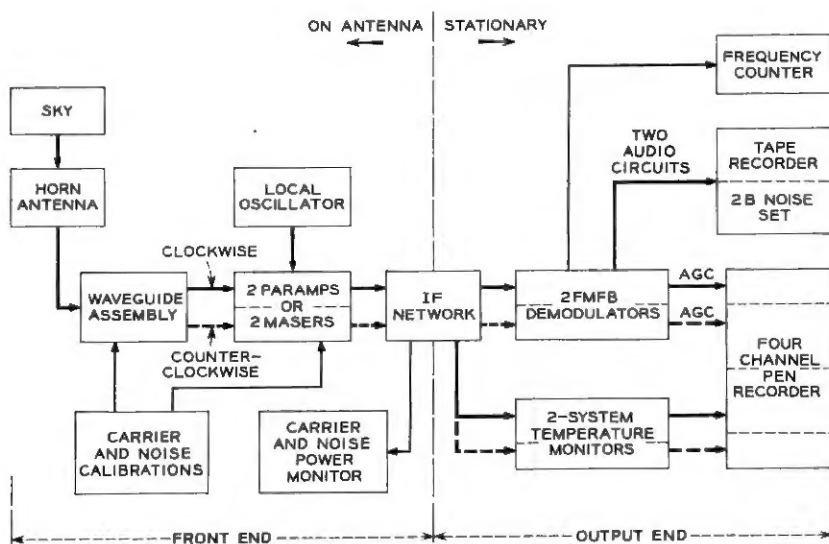 ON ANTENNA
STATIONARY
FREQUENCY
COUNTER
SKY
TWO
AUDIO
CIRCUITS
TAPE
RECORDER
2B NOISE
SET
HORN
ANTENNA
LOCAL
OSCILLATOR
CLOCKWISE
AGC
WAVEGUIDE
ASSEMBLY
2 PARAMPS
OR
2 MASERS
IF
NETWORK
2FMFB
DEMODULATORS
AGC
COUNTER-
CLOCKWISE
FOUR
CHANNEL
PEN
RECORDER
CARRIER
AND NOISE
CALIBRATIONS
CARRIER
AND NOISE
POWER
MONITOR
2-SYSTEM
TEMPERATURE
MONITORS
FRONT END
OUTPUT END